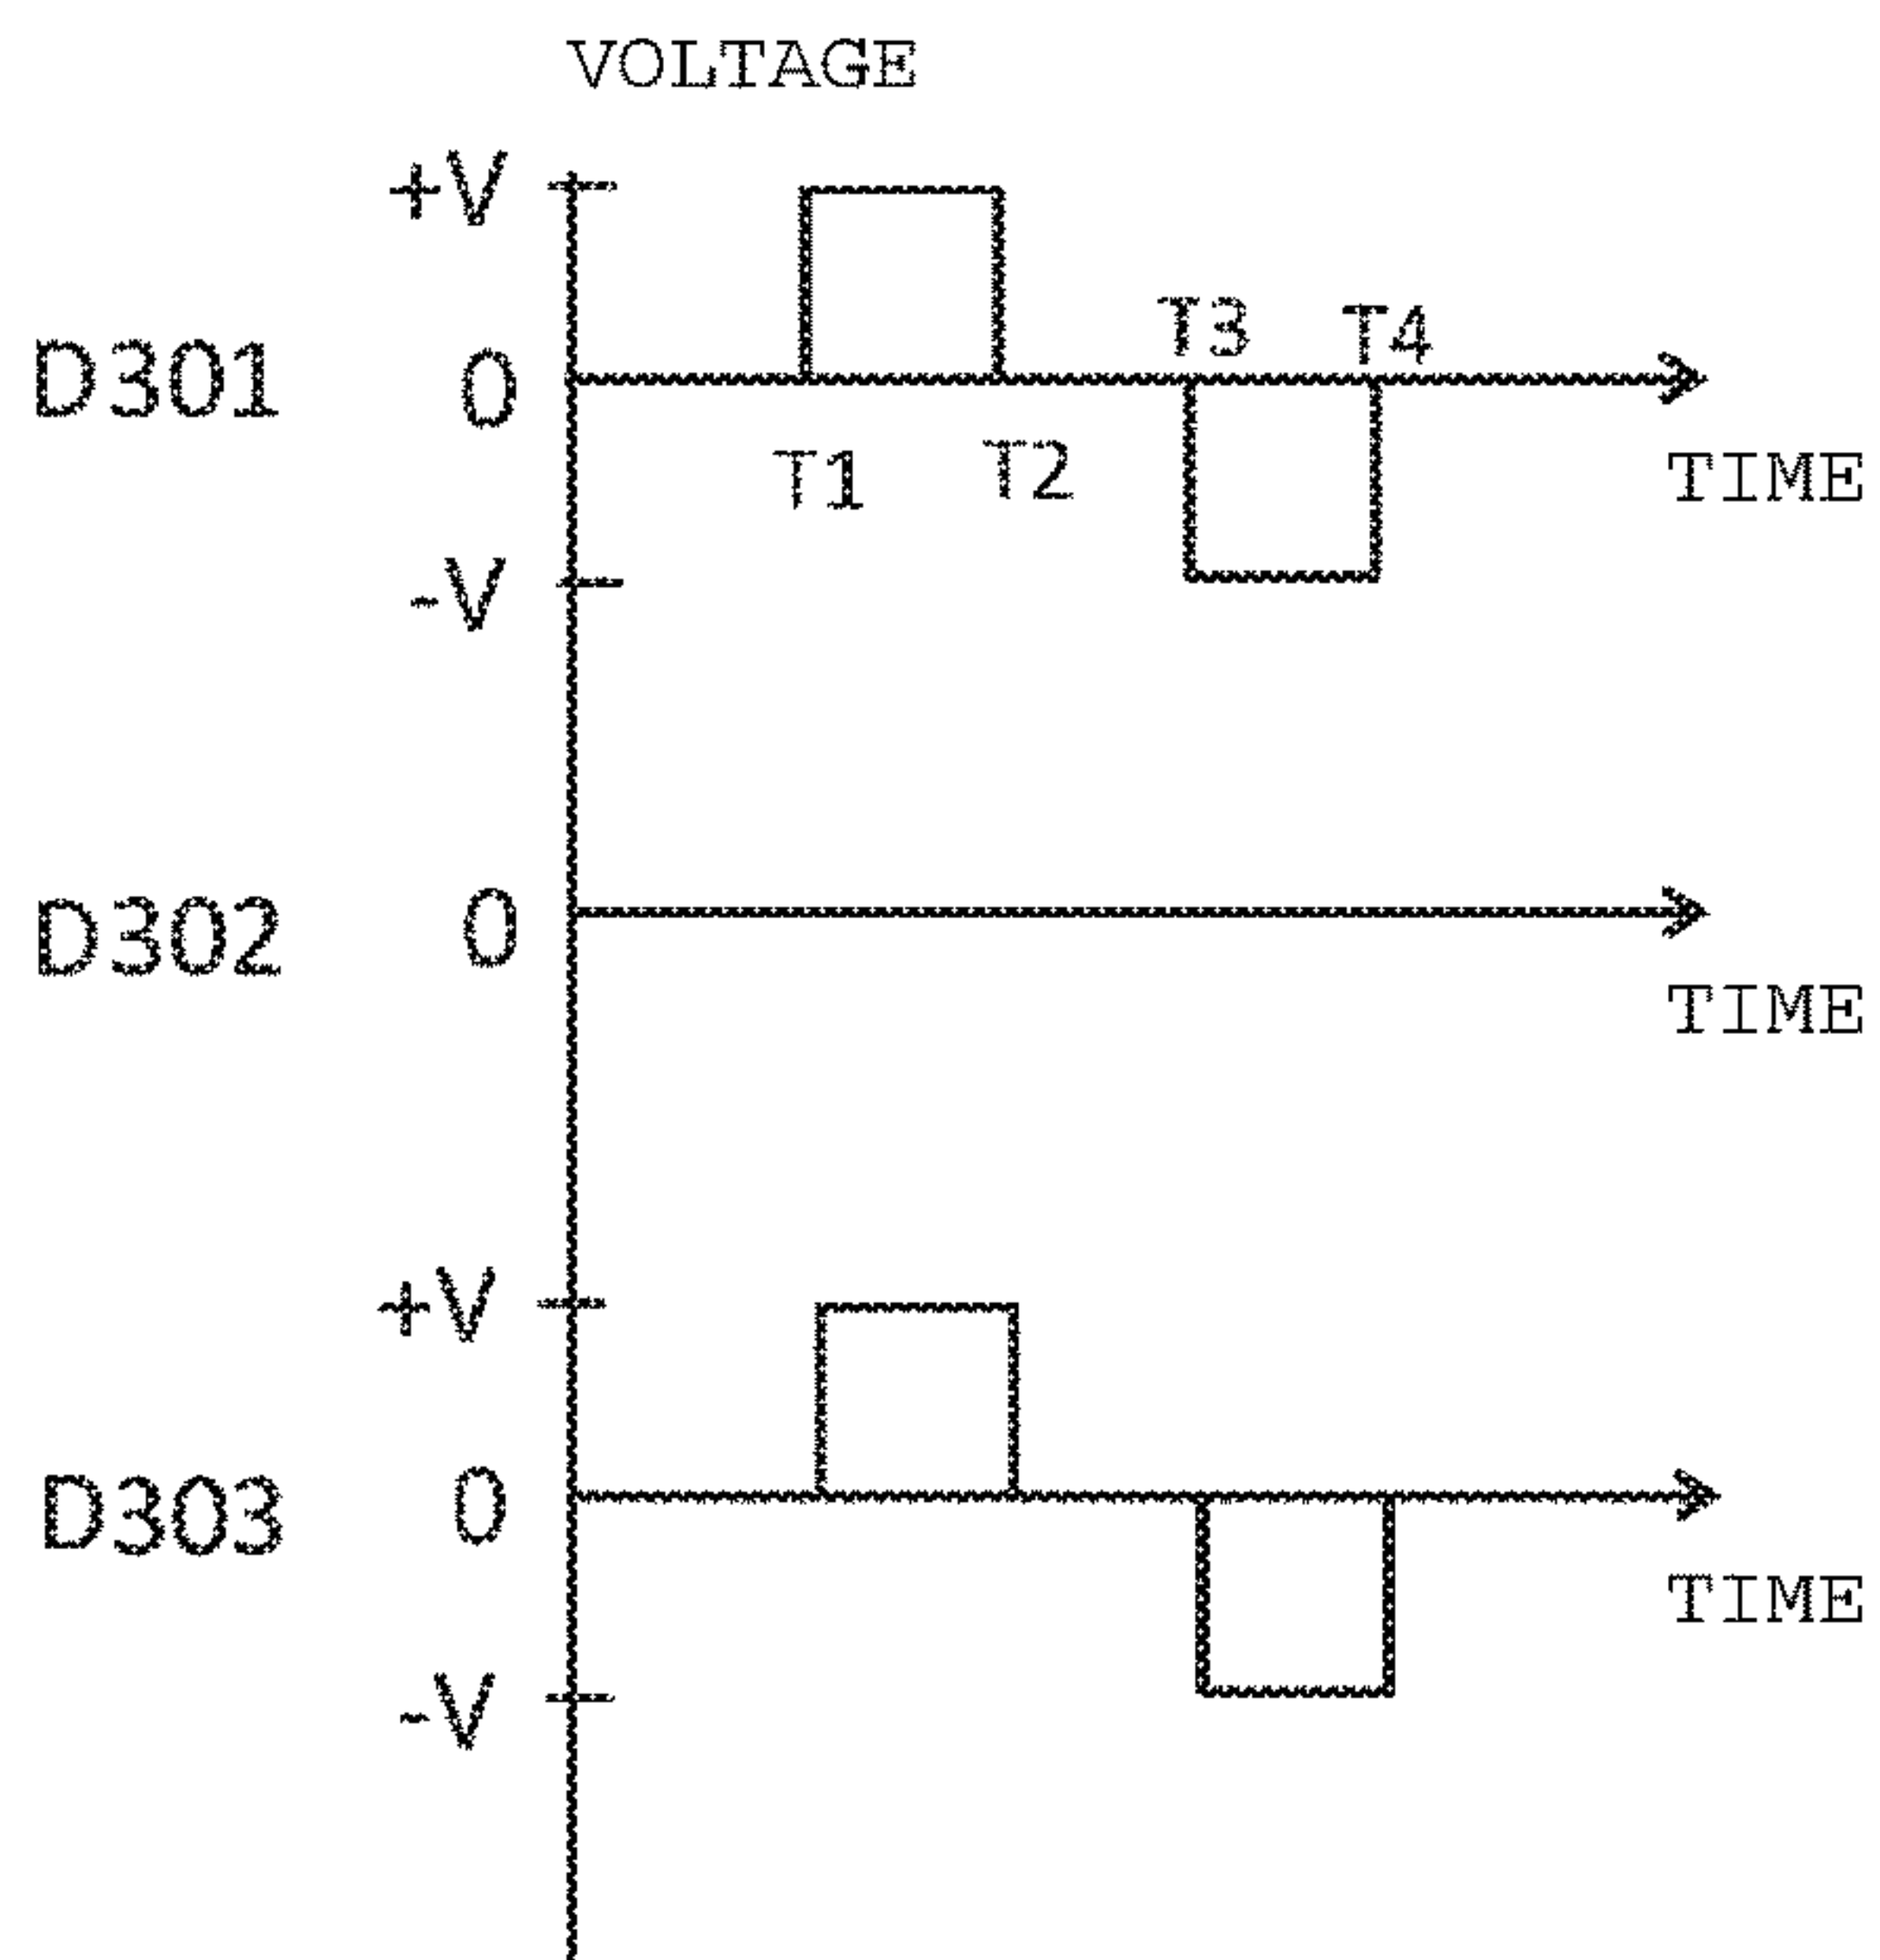 VOLTAGE
+V
D301 0
T3 T4
T1 T2
TIME
-V
D302 0
TIME
+V
D303 0
TIME
-V